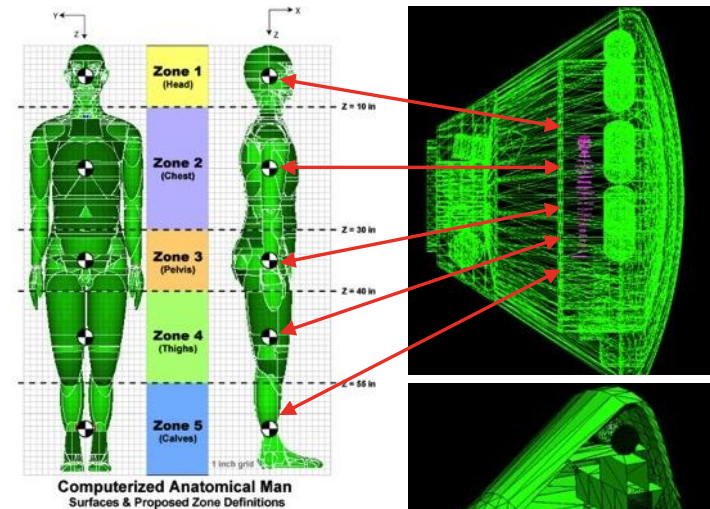 Y
Z
X
Z
Zone 1
(Head)
Z = 10 in
Zone 2
(Chest)
Z = 30 in
Zone 3
(Pelvis)
Z = 40 in
Zone 4
(Thighs)
Z = 55 in
Zone 5
(Calves)
1 inch grid
Computerized Anatomical Man
Surfaces & Proposed Zone Definitions